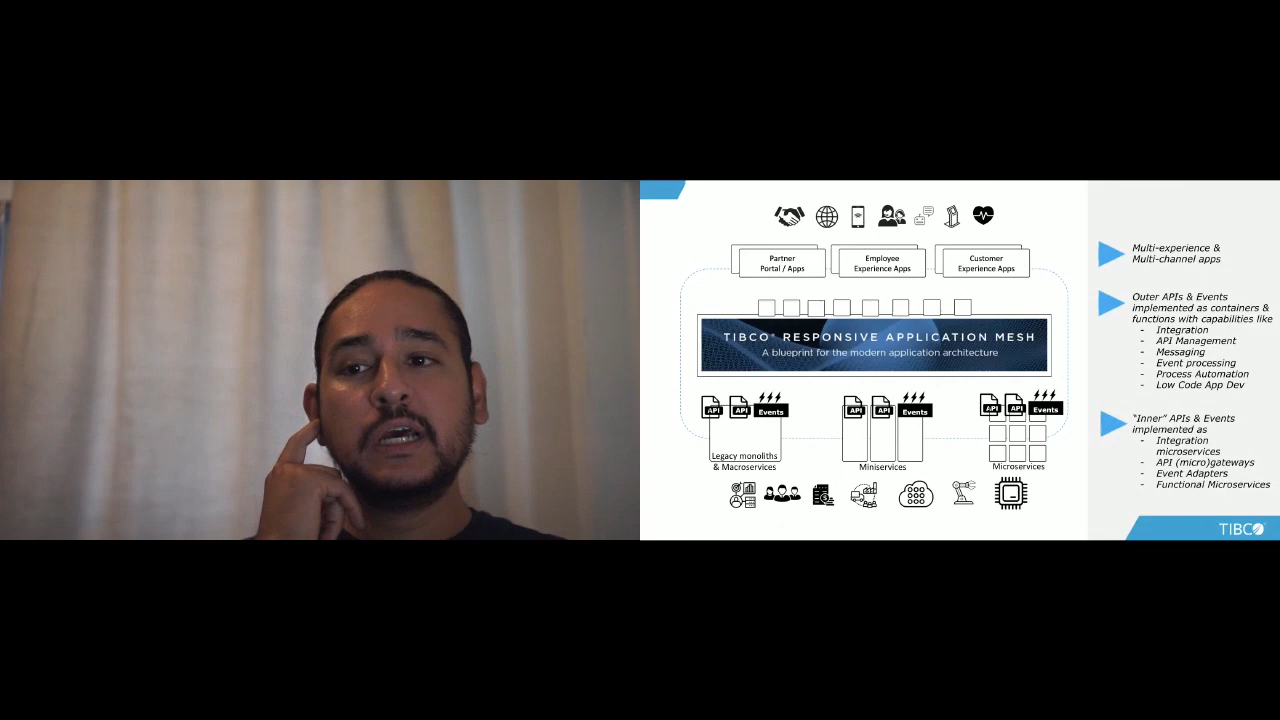 Partner
Portal / Apps
Employee
Experience Apps
Customer
Experience Apps
TIBCO® RESPONSIVE APPLICATION MESH
A blueprint for the modern application architecture
API
API
Events
API
API
Events
API
API
Events
Legacy monoliths
& Macroservices
Miniservices
Microservices
Multi-experience &
Multi-channel apps
Outer APIs & Events
implemented as containers &
functions with capabilities like
- Integration
- API Management
- Messaging
- Event processing
- Process Automation
- Low Code App Dev
“Inner” APIs & Events
implemented as
- Integration
microservices
- API (micro)gateways
- Event Adapters
- Functional Microservices
TIBCO